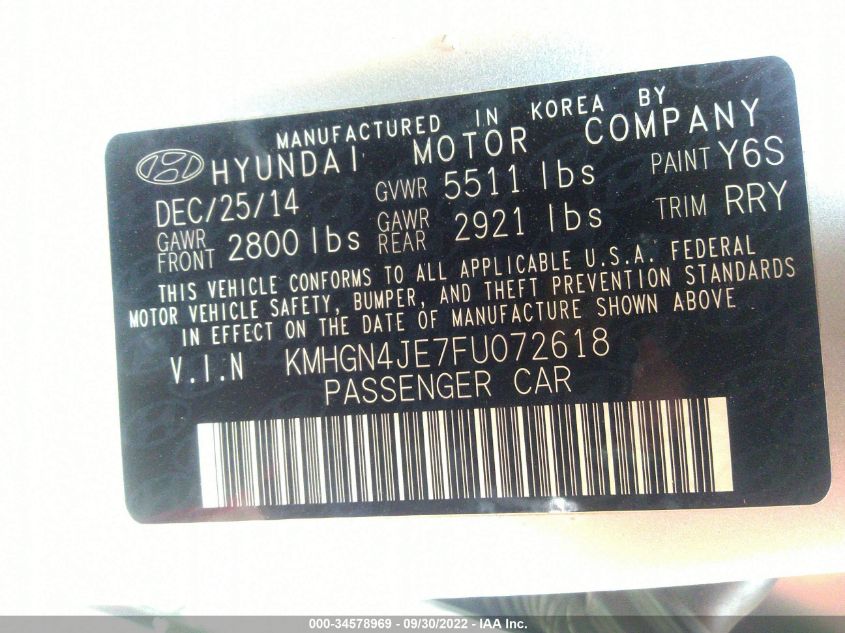 MANUFACTURED IN KOREA BY
HYUNDAI MOTOR COMPANY
DEC/25/14 GVWR 5511 lbs PAINT Y6S
GAWR FRONT 2800 lbs GAWR REAR 2921 lbs TRIM RRY
THIS VEHICLE CONFORMS TO ALL APPLICABLE U.S.A. FEDERAL
MOTOR VEHICLE SAFETY, BUMPER, AND THEFT PREVENTION STANDARDS
IN EFFECT ON THE DATE OF MANUFACTURE SHOWN ABOVE
V.I.N KMHGN4JE7FU072618
PASSENGER CAR
000-34578969 - 09/30/2022 - IAA Inc.